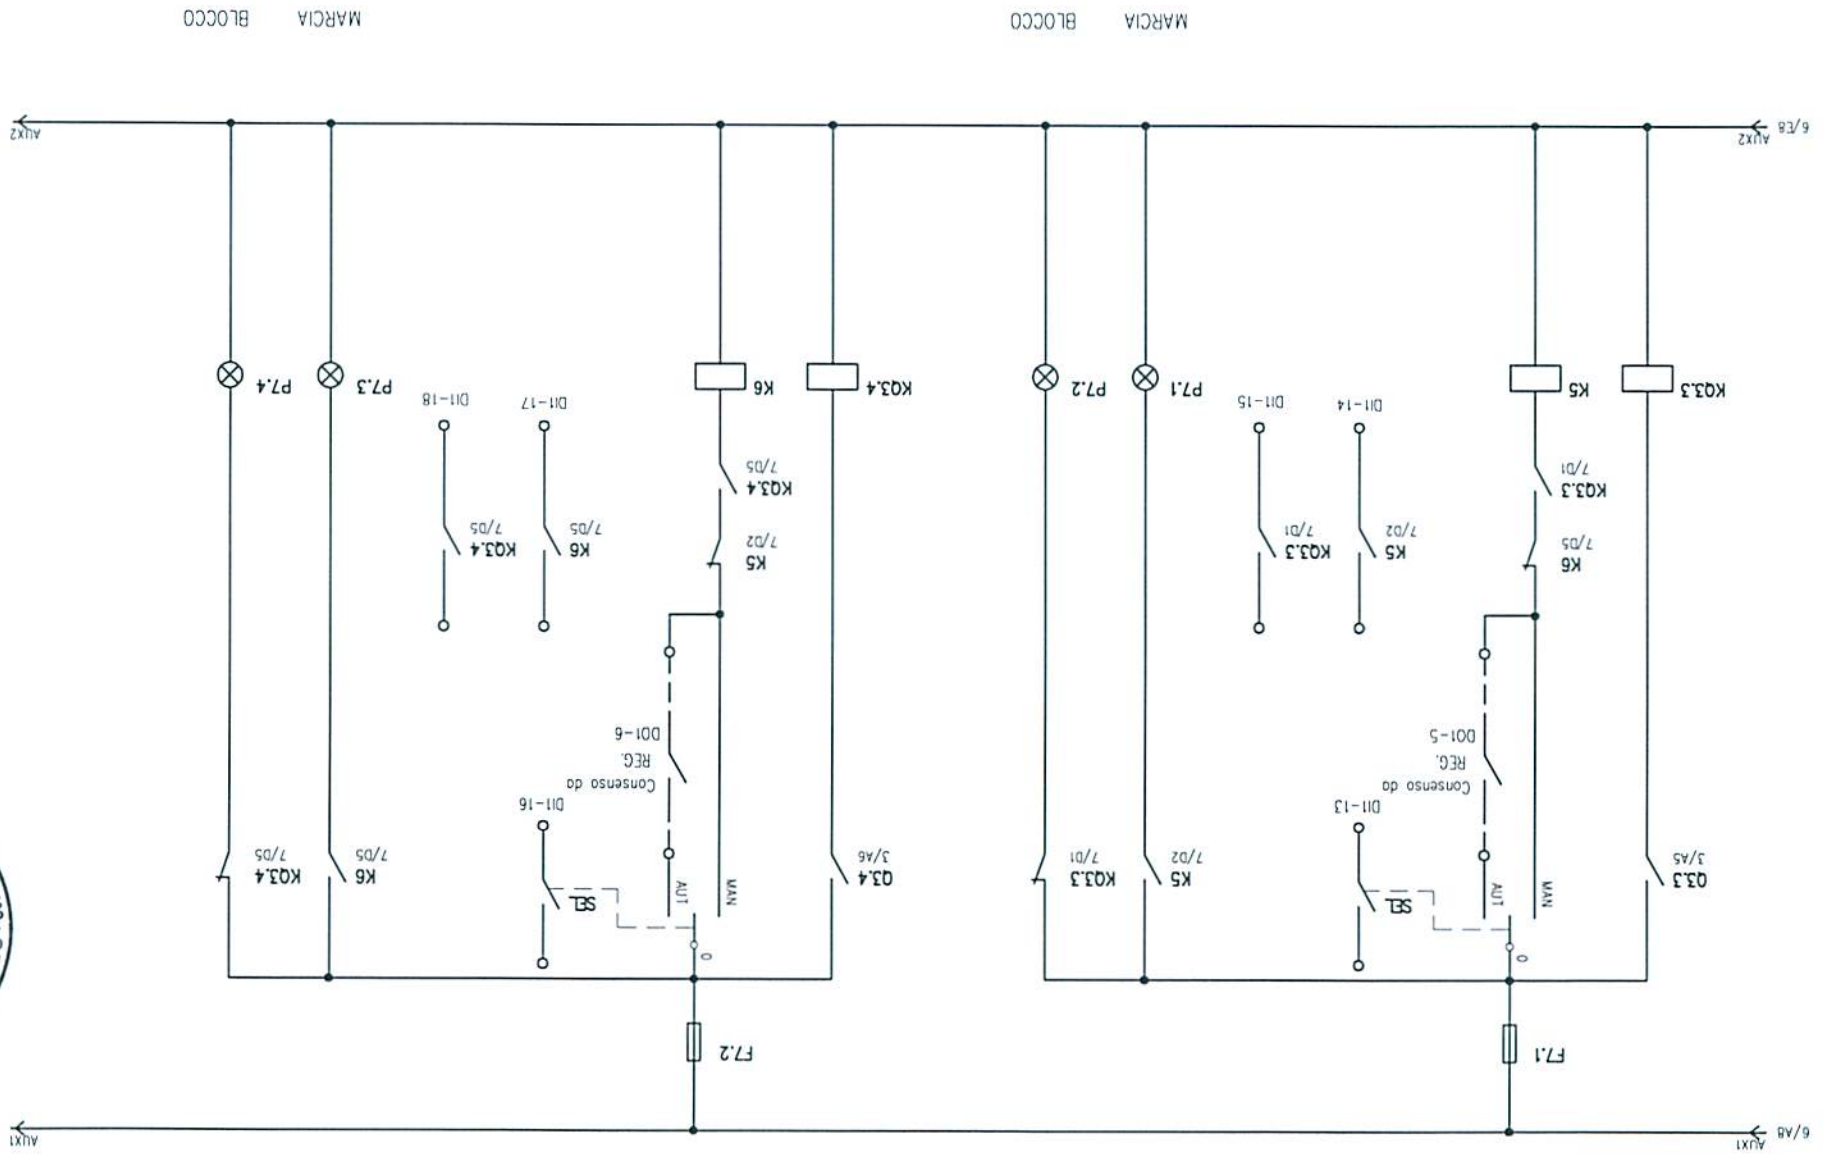 6/A8
AUX1
AUX1
F7.1
F7.2
0
0
Q3.3
3/A5
MAN
AUT
SEL
K5
7/D2
KQ3.3
7/D1
Q3.4
3/A6
MAN
AUT
SEL
K6
7/D5
KQ3.4
7/D5
DI1-13
DI1-16
Consenso da
REG.
DO1-5
Consenso da
REG.
DO1-6
K6
7/D5
K5
7/D2
KQ3.3
7/D1
K5
7/D2
K6
7/D5
KQ3.4
7/D5
KQ3.3
7/D1
KQ3.4
7/D5
DI1-14
DI1-15
DI1-17
DI1-18
KQ3.3
K5
P7.1
P7.2
KQ3.4
K6
P7.3
P7.4
6/E8
AUX2
AUX2
MARCIA
BLOCCO
MARCIA
BLOCCO